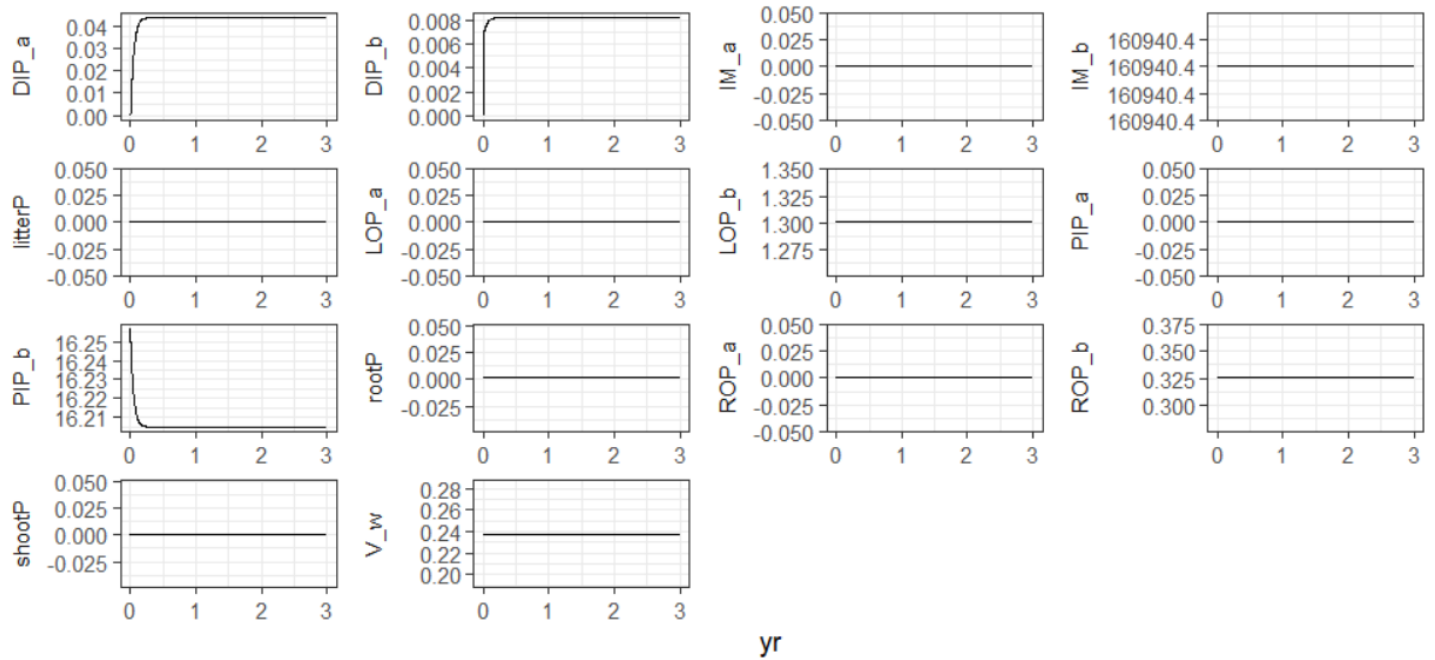 DIP_a
0.04
0.03
0.02
0.01
0.00
0 1 2 3
DIP_b
0.008
0.006
0.004
0.002
0.000
0 1 2 3
IM_a
0.050
0.025
0.000
-0.025
-0.050
0 1 2 3
IM_b
160940.4
160940.4
160940.4
160940.4
0 1 2 3
litterP
0.050
0.025
0.000
-0.025
-0.050
0 1 2 3
LOP_a
0.050
0.025
0.000
-0.025
-0.050
0 1 2 3
LOP_b
1.350
1.325
1.300
1.275
0 1 2 3
PIP_a
0.050
0.025
0.000
-0.025
-0.050
0 1 2 3
PIP_b
16.25
16.24
16.23
16.22
16.21
0 1 2 3
rootP
0.050
0.025
0.000
-0.025
0 1 2 3
ROP_a
0.050
0.025
0.000
-0.025
-0.050
0 1 2 3
ROP_b
0.375
0.350
0.325
0.300
0 1 2 3
shootP
0.050
0.025
0.000
-0.025
0 1 2 3
V_w
0.28
0.26
0.24
0.22
0.20
0 1 2 3
yr